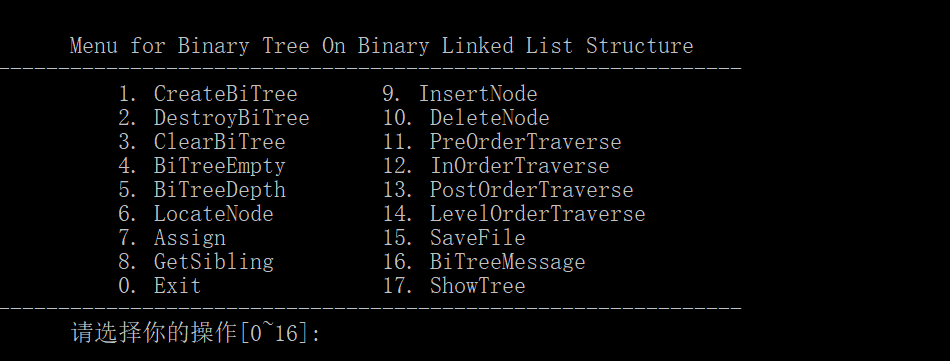 Menu for Binary Tree On Binary Linked List Structure
--------------------------------------------------------------
1. CreateBiTree 9. InsertNode
2. DestroyBiTree 10. DeleteNode
3. ClearBiTree 11. PreOrderTraverse
4. BiTreeEmpty 12. InOrderTraverse
5. BiTreeDepth 13. PostOrderTraverse
6. LocateNode 14. LevelOrderTraverse
7. Assign 15. SaveFile
8. GetSibling 16. BiTreeMessage
0. Exit 17. ShowTree
--------------------------------------------------------------
请选择你的操作[0~16]: